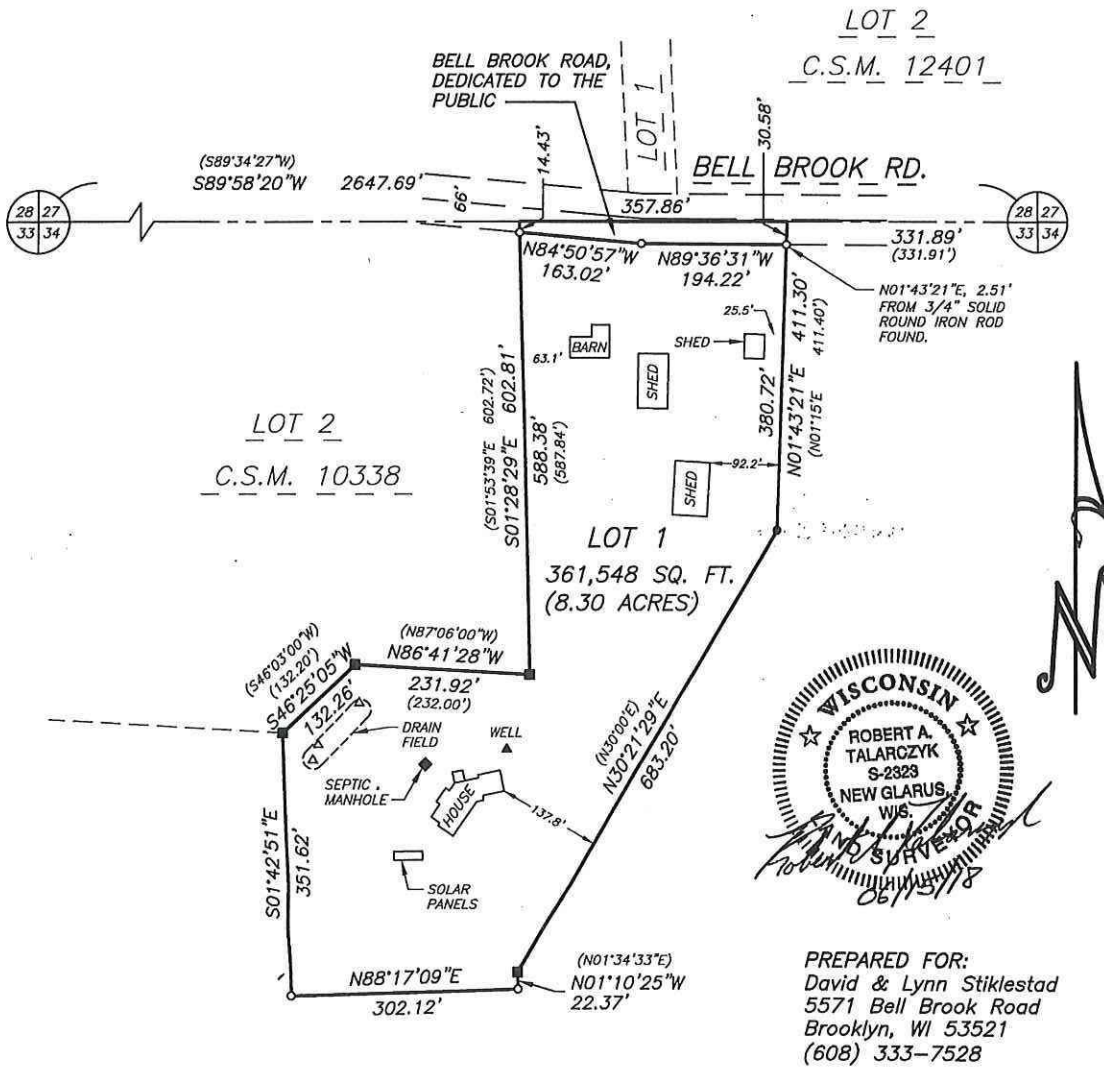 LOT 2
C.S.M. 12401
BELL BROOK ROAD,
DEDICATED TO THE
PUBLIC
LOT 1
14.43'
30.58'
BELL BROOK RD.
(S89°34'27"W)
S89°58'20"W 2647.69'
66'
357.86'
28 27
33 34
28 27
33 34
N84°50'57"W
163.02'
N89°36'31"W
194.22'
331.89'
(331.91')
N01°43'21"E, 2.51'
FROM 3/4" SOLID
ROUND IRON ROD
FOUND.
BARN
63.1'
SHED
SHED
25.5'
380.72'
N01°43'21"E 411.30'
(N01°15'E 411.40')
SHED
92.2'
(S01°53'39"E 602.72')
S01°28'29"E 602.81'
588.38'
(587.84')
LOT 2
C.S.M. 10338
LOT 1
361,548 SQ. FT.
(8.30 ACRES)
(N87°06'00"W)
N86°41'28"W
231.92'
(232.00')
(S46°03'00"W)
(132.20')
S46°25'05"W
132.26'
DRAIN
FIELD
WELL
SEPTIC
MANHOLE
HOUSE
137.8'
(N30°00'E)
N30°21'29"E
683.20'
SOLAR
PANELS
S01°42'51"E
351.62'
N88°17'09"E
302.12'
(N01°34'33"E)
N01°10'25"W
22.37'
N
WISCONSIN
ROBERT A.
TALARCZYK
S-2323
NEW GLARUS,
WIS.
LAND SURVEYOR
06/15/18
PREPARED FOR:
David & Lynn Stiklestad
5571 Bell Brook Road
Brooklyn, WI 53521
(608) 333-7528